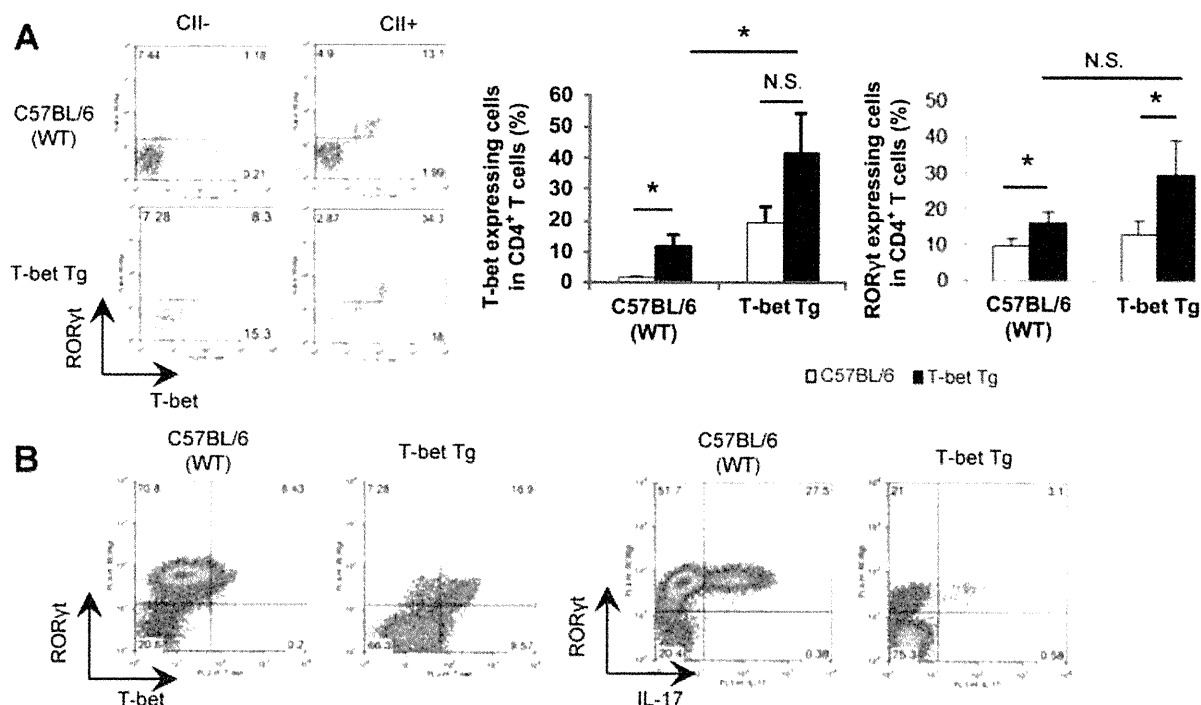 A
CII-
CII+
C57BL/6
(WT)
7.44
1.18
0.21
4.9
13.1
1.99
T-bet Tg
7.28
8.3
15.3
2.87
34.3
18
RORγt
T-bet
T-bet expressing cells
in CD4+ T cells (%)
60
50
40
30
20
10
0
*
N.S.
*
C57BL/6
(WT)
T-bet Tg
RORγt expressing cells
in CD4+ T cells (%)
50
40
30
20
10
0
N.S.
*
*
C57BL/6
(WT)
T-bet Tg
C57BL/6
T-bet Tg
B
C57BL/6
(WT)
70.8
8.43
0.2
T-bet Tg
7.28
16.9
66.3
9.57
RORγt
T-bet
C57BL/6
(WT)
51.7
27.5
20.4
0.38
T-bet Tg
21
3.1
75.3
0.58
RORγt
IL-17